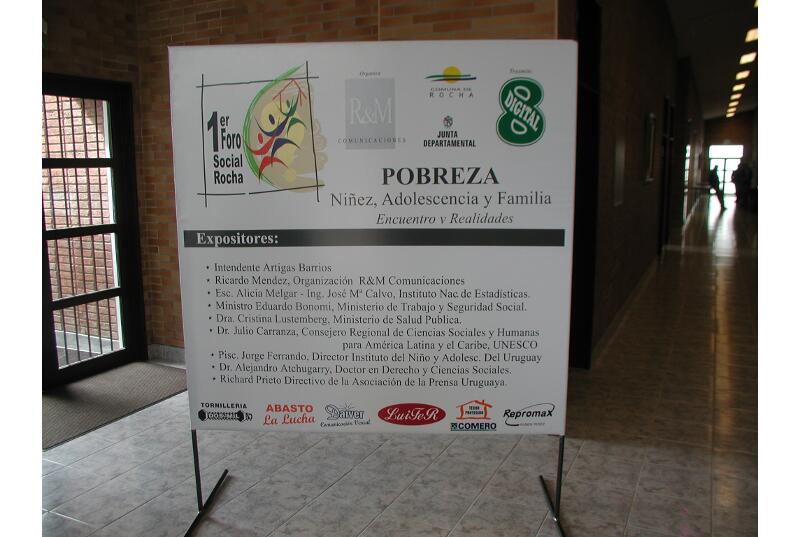 1er
Foro
Social
Rocha
Organiza
R&M
COMUNICACIONES
COMUNA DE
ROCHA
JUNTA
DEPARTAMENTAL
Trasmite:
DIGITAL
8
POBREZA
Niñez, Adolescencia y Familia
Encuentro y Realidades
Expositores:
• Intendente Artigas Barrios
• Ricardo Mendez, Organización R&M Comunicaciones
• Esc. Alicia Melgar - Ing. José Mª Calvo, Instituto Nac. de Estadísticas.
• Ministro Eduardo Bonomi, Ministerio de Trabajo y Seguridad Social.
• Dra. Cristina Lustemberg, Ministerio de Salud Publica.
• Dr. Julio Carranza, Consejero Regional de Ciencias Sociales y Humanas
para América Latina y el Caribe, UNESCO
• Pisc. Jorge Ferrando, Director Instituto del Niño y Adolesc. Del Uruguay
• Dr. Alejandro Atchugarry, Doctor en Derecho y Ciencias Sociales.
• Richard Prieto Directivo de la Asociación de la Prensa Uruguaya.
TORNILLERIA
ABASTO
La Lucha
Daiver
Comunicación Visual
LuiFeR
TECHO
COMERO
RepromaX